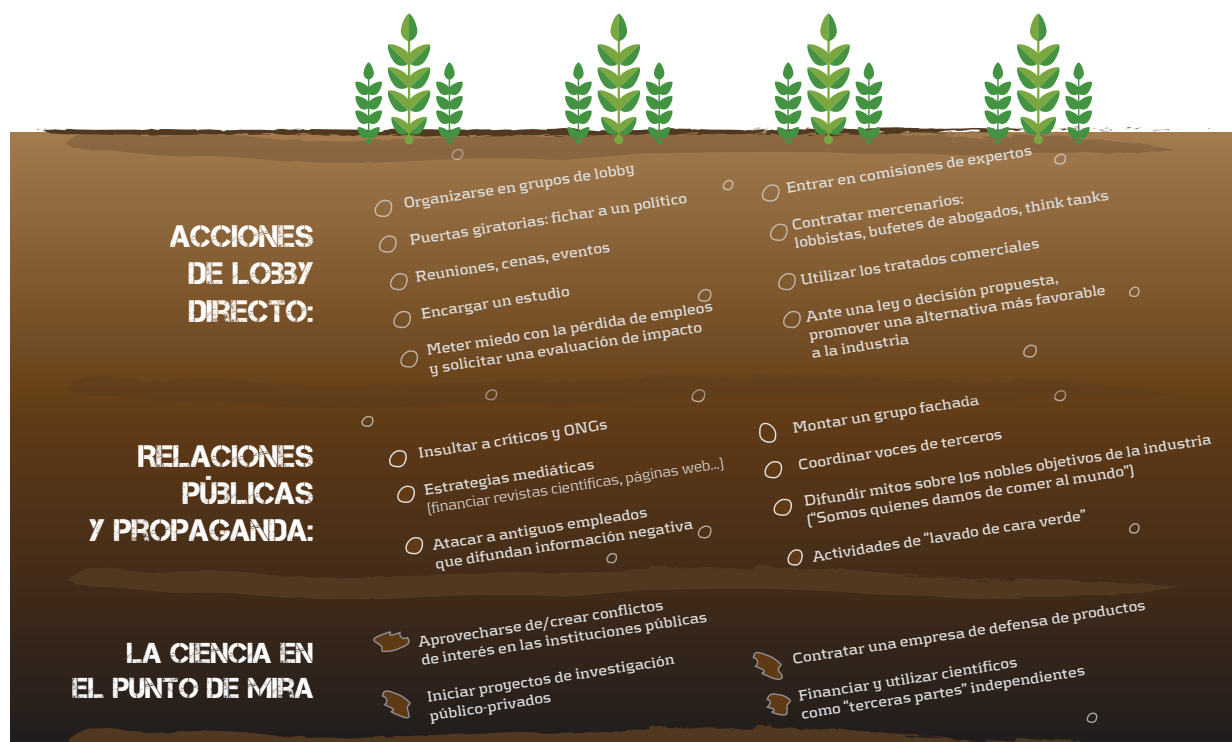 ACCIONES
DE LOBBY
DIRECTO:
Organizarse en grupos de lobby
Puertas giratorias: fichar a un político
Reuniones, cenas, eventos
Encargar un estudio
Meter miedo con la pérdida de empleos
y solicitar una evaluación de impacto
Entrar en comisiones de expertos
Contratar mercenarios:
lobbistas, bufetes de abogados, think tanks
Utilizar los tratados comerciales
Ante una ley o decisión propuesta,
promover una alternativa más favorable
a la industria
RELACIONES
PÚBLICAS
Y PROPAGANDA:
Insultar a críticos y ONGs
Estrategias mediáticas
(financiar revistas científicas, páginas web...)
Atacar a antiguos empleados
que difundan información negativa
Montar un grupo fachada
Coordinar voces de terceros
Difundir mitos sobre los nobles objetivos de la industria
("Somos quienes damos de comer al mundo")
Actividades de "lavado de cara verde"
LA CIENCIA EN
EL PUNTO DE MIRA
Aprovecharse de/crear conflictos
de interés en las instituciones públicas
Iniciar proyectos de investigación
público-privados
Contratar una empresa de defensa de productos
Financiar y utilizar científicos
como "terceras partes" independientes